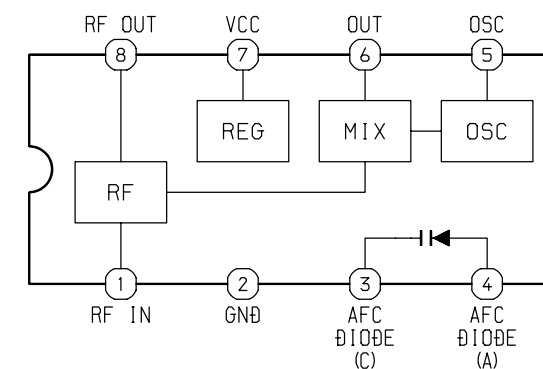 RF OUT
VCC
OUT
OSC
8
7
6
5
REG
MIX
OSC
RF
1
2
3
4
RF IN
GND
AFC
DIODE
(C)
AFC
DIODE
(A)